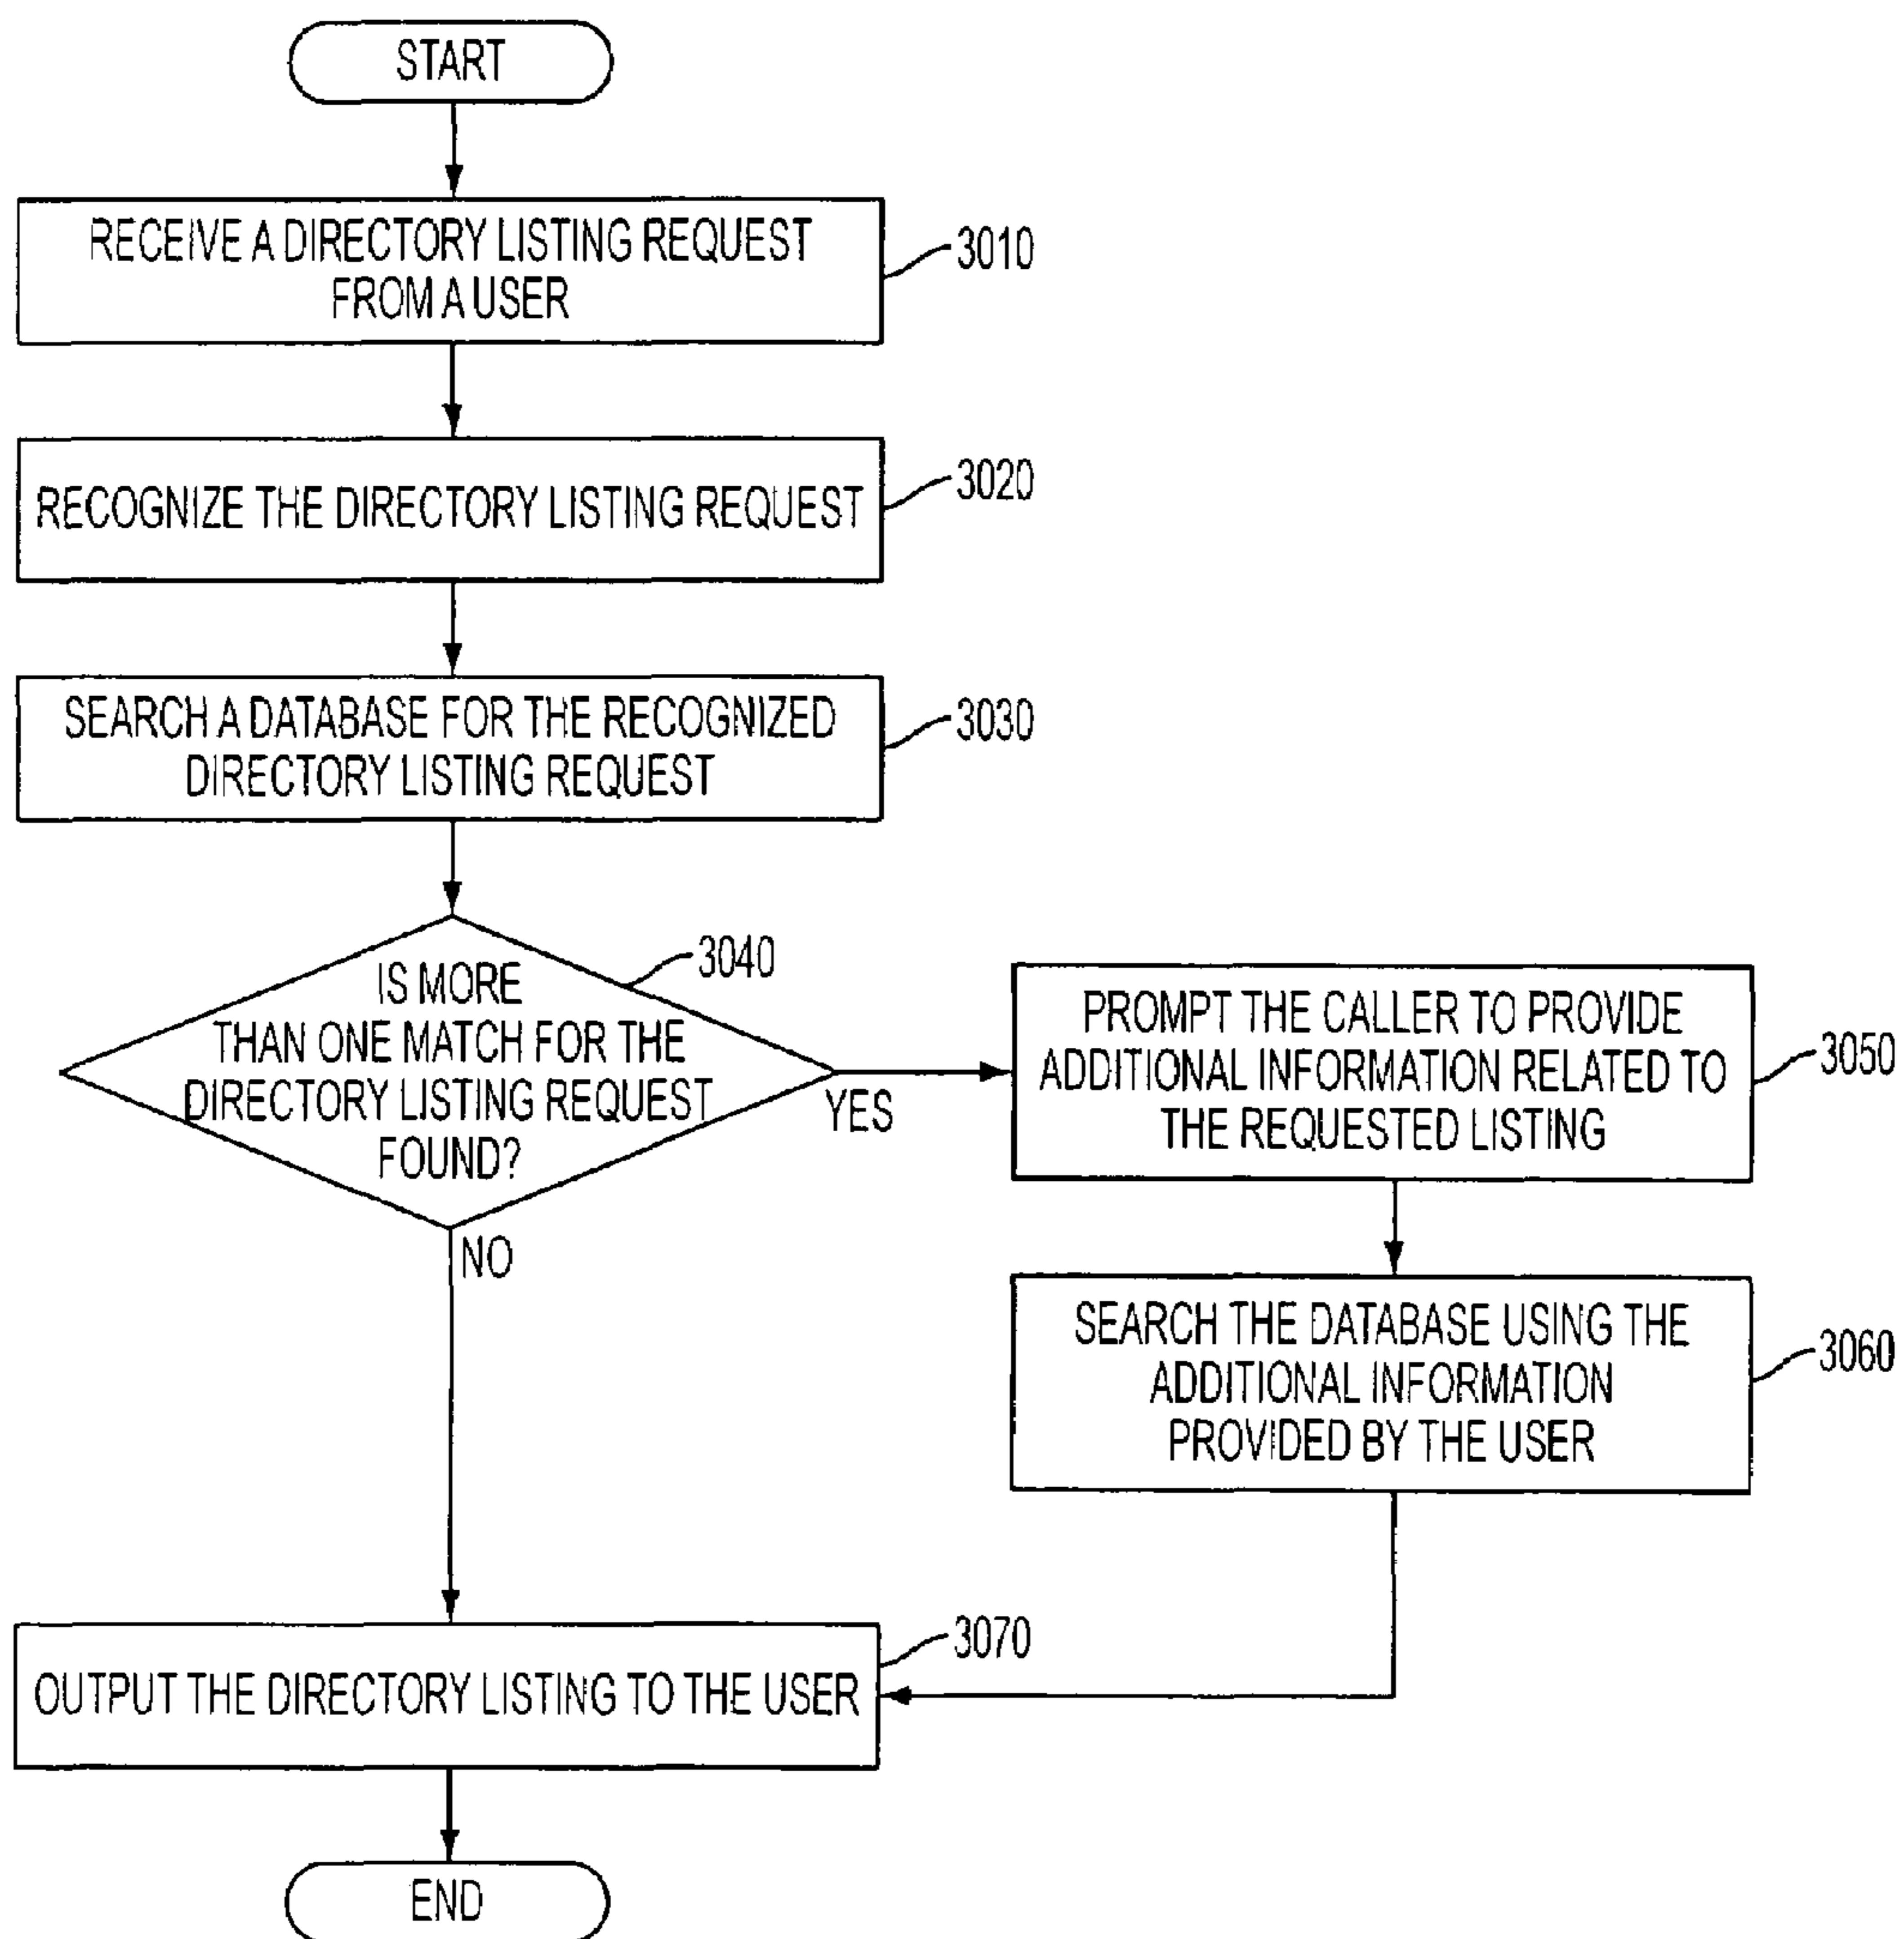 START
RECEIVE A DIRECTORY LISTING REQUEST
FROM A USER
3010
RECOGNIZE THE DIRECTORY LISTING REQUEST
3020
SEARCH A DATABASE FOR THE RECOGNIZED
DIRECTORY LISTING REQUEST
3030
IS MORE
THAN ONE MATCH FOR THE
DIRECTORY LISTING REQUEST
FOUND?
3040
YES
NO
PROMPT THE CALLER TO PROVIDE
ADDITIONAL INFORMATION RELATED TO
THE REQUESTED LISTING
3050
SEARCH THE DATABASE USING THE
ADDITIONAL INFORMATION
PROVIDED BY THE USER
3060
OUTPUT THE DIRECTORY LISTING TO THE USER
3070
END